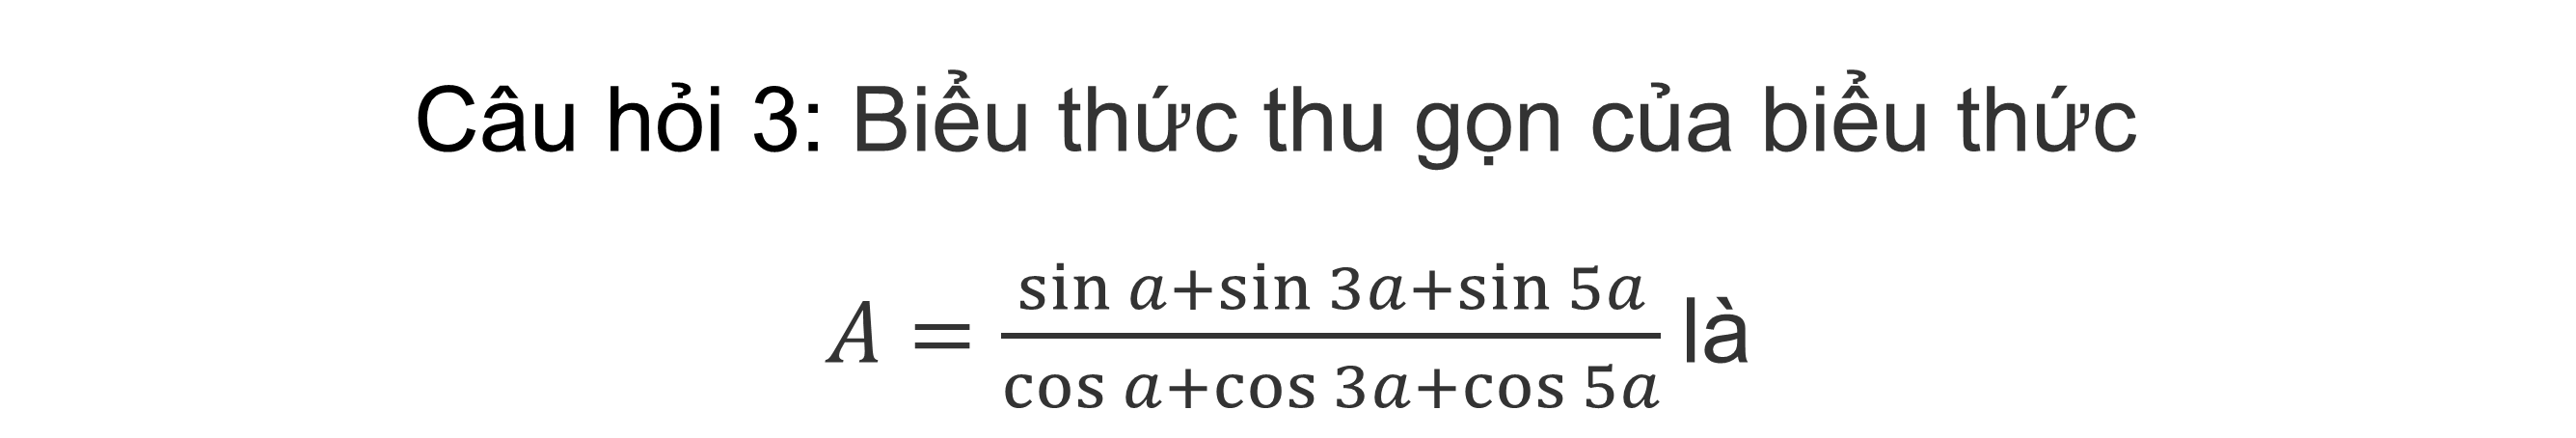 Câu hỏi 3: Biểu thức thu gọn của biểu thức
A = \frac{\sin a+\sin 3a+\sin 5a}{\cos a+\cos 3a+\cos 5a} là